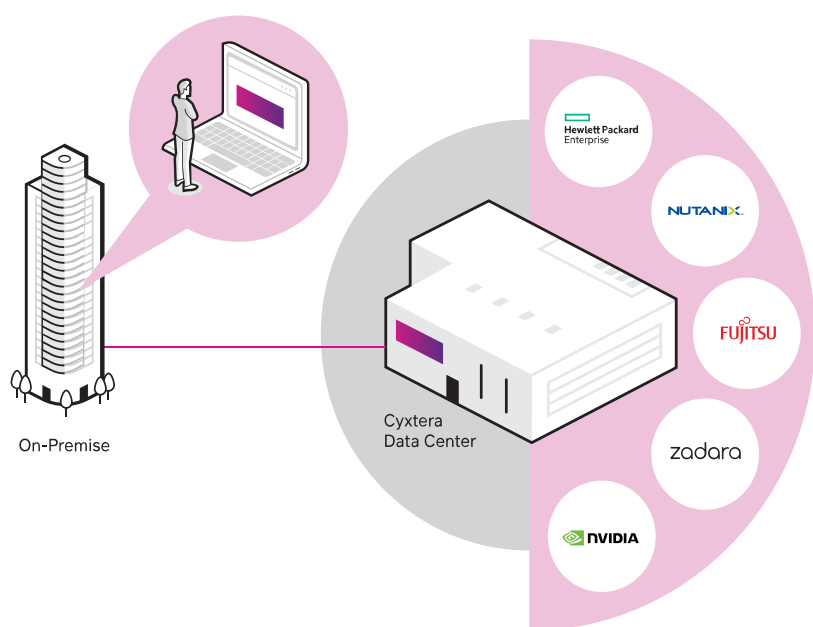 Hewlett Packard
Enterprise
NUTANIX
FUJITSU
On-Premise
Cyxtera
Data Center
zadara
NVIDIA